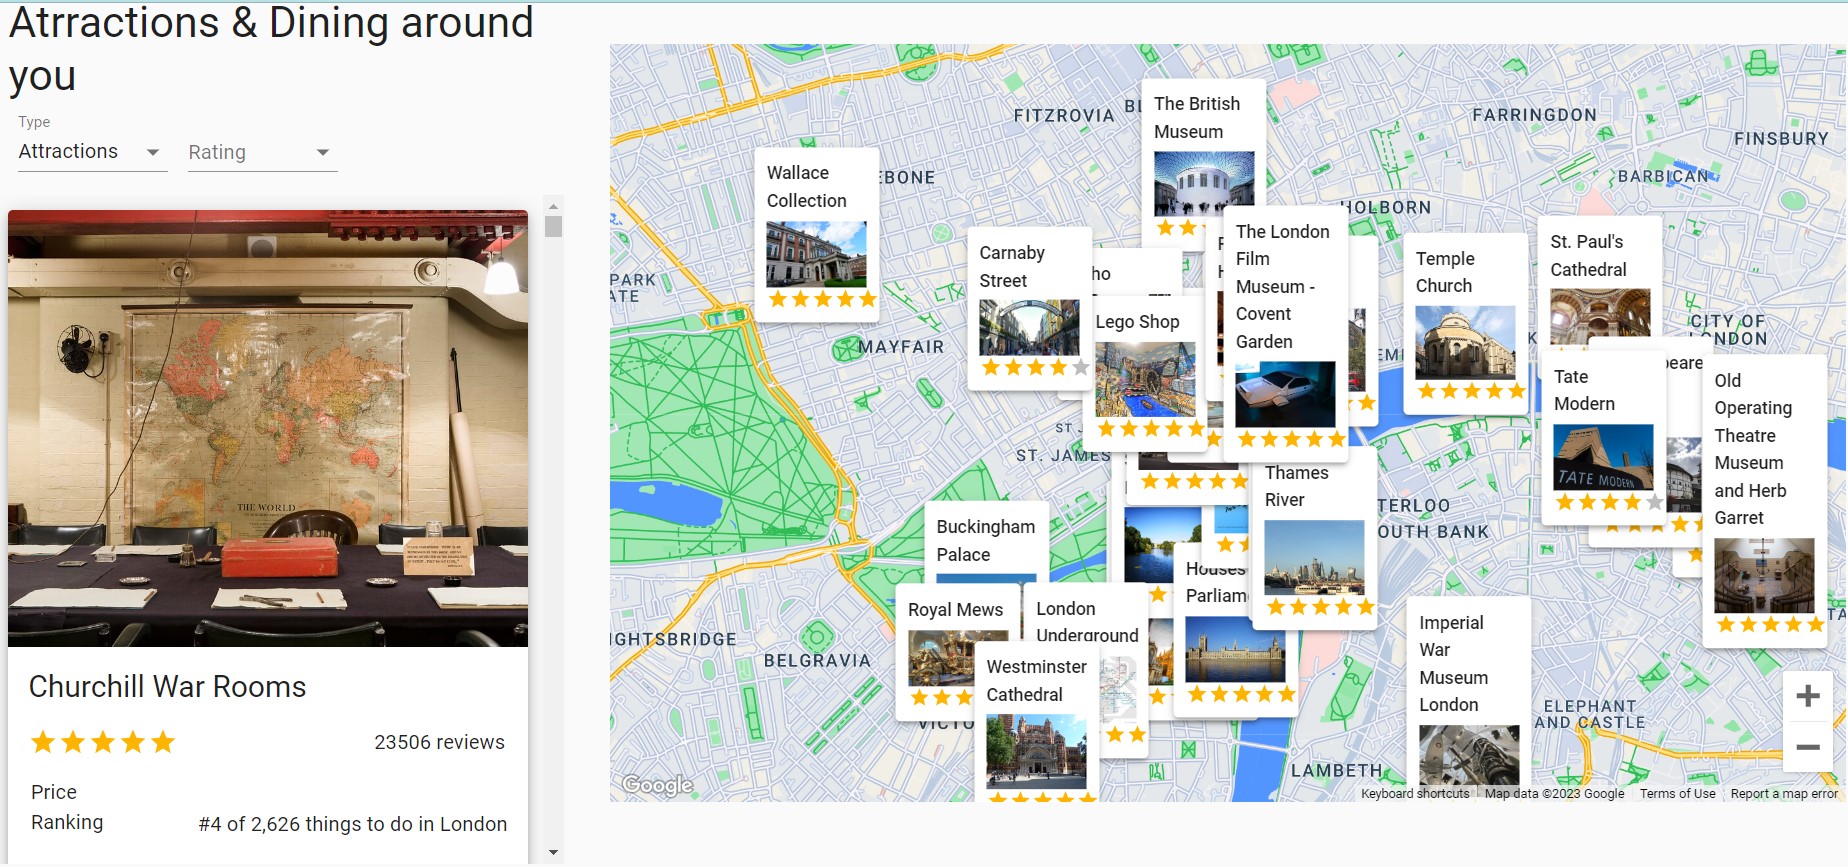 Atrractions & Dining around
you
Type
Attractions
Rating
THE WORLD
Churchill War Rooms
23506 reviews
Price
Ranking
#4 of 2,626 things to do in London
FITZROVIA
BL
The British
Museum
FARRINGDON
FINSBURY
Wallace
Collection
EBONE
BARBICAN
HOLBORN
Carnaby
Street
ho
The London
Film
Museum -
Covent
Garden
Temple
Church
St. Paul's
Cathedral
PARK
ATE
Lego Shop
CITY OF
LONDON
MAYFAIR
EM
K
Tate
Modern
TATE MODERN
peare
Old
Operating
Theatre
Museum
and Herb
Garret
ST J
ST. JAMES
Thames
River
TERLOO
OUTH BANK
Buckingham
Palace
Houses
Parliam
Royal Mews
London
Underground
IGHTSBRIDGE
BELGRAVIA
Westminster
Cathedral
Imperial
War
Museum
London
VICTO
ELEPHANT
AND CASTLE
TA
+
−
LAMBETH
Google
Keyboard shortcuts
Map data ©2023 Google
Terms of Use
Report a map error